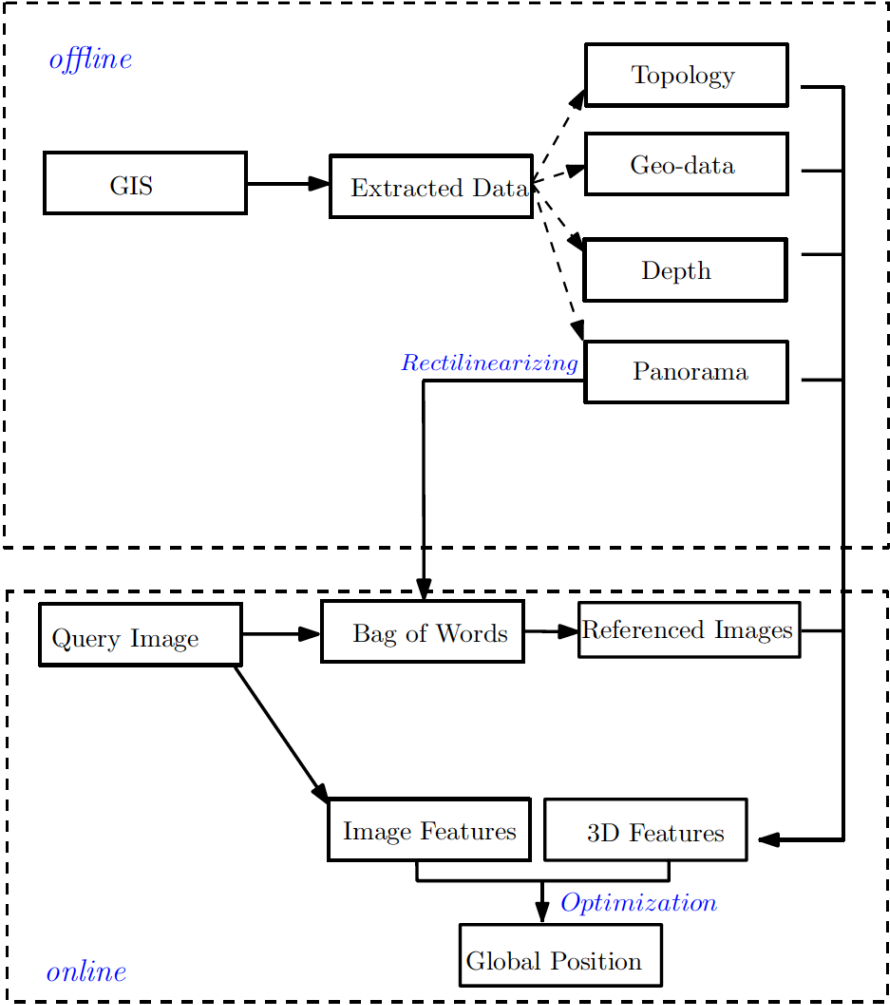 offline
Topology
Geo-data
GIS
Extracted Data
Depth
Rectilinearizing
Panorama
Query Image
Bag of Words
Referenced Images
Image Features
3D Features
Optimization
Global Position
online